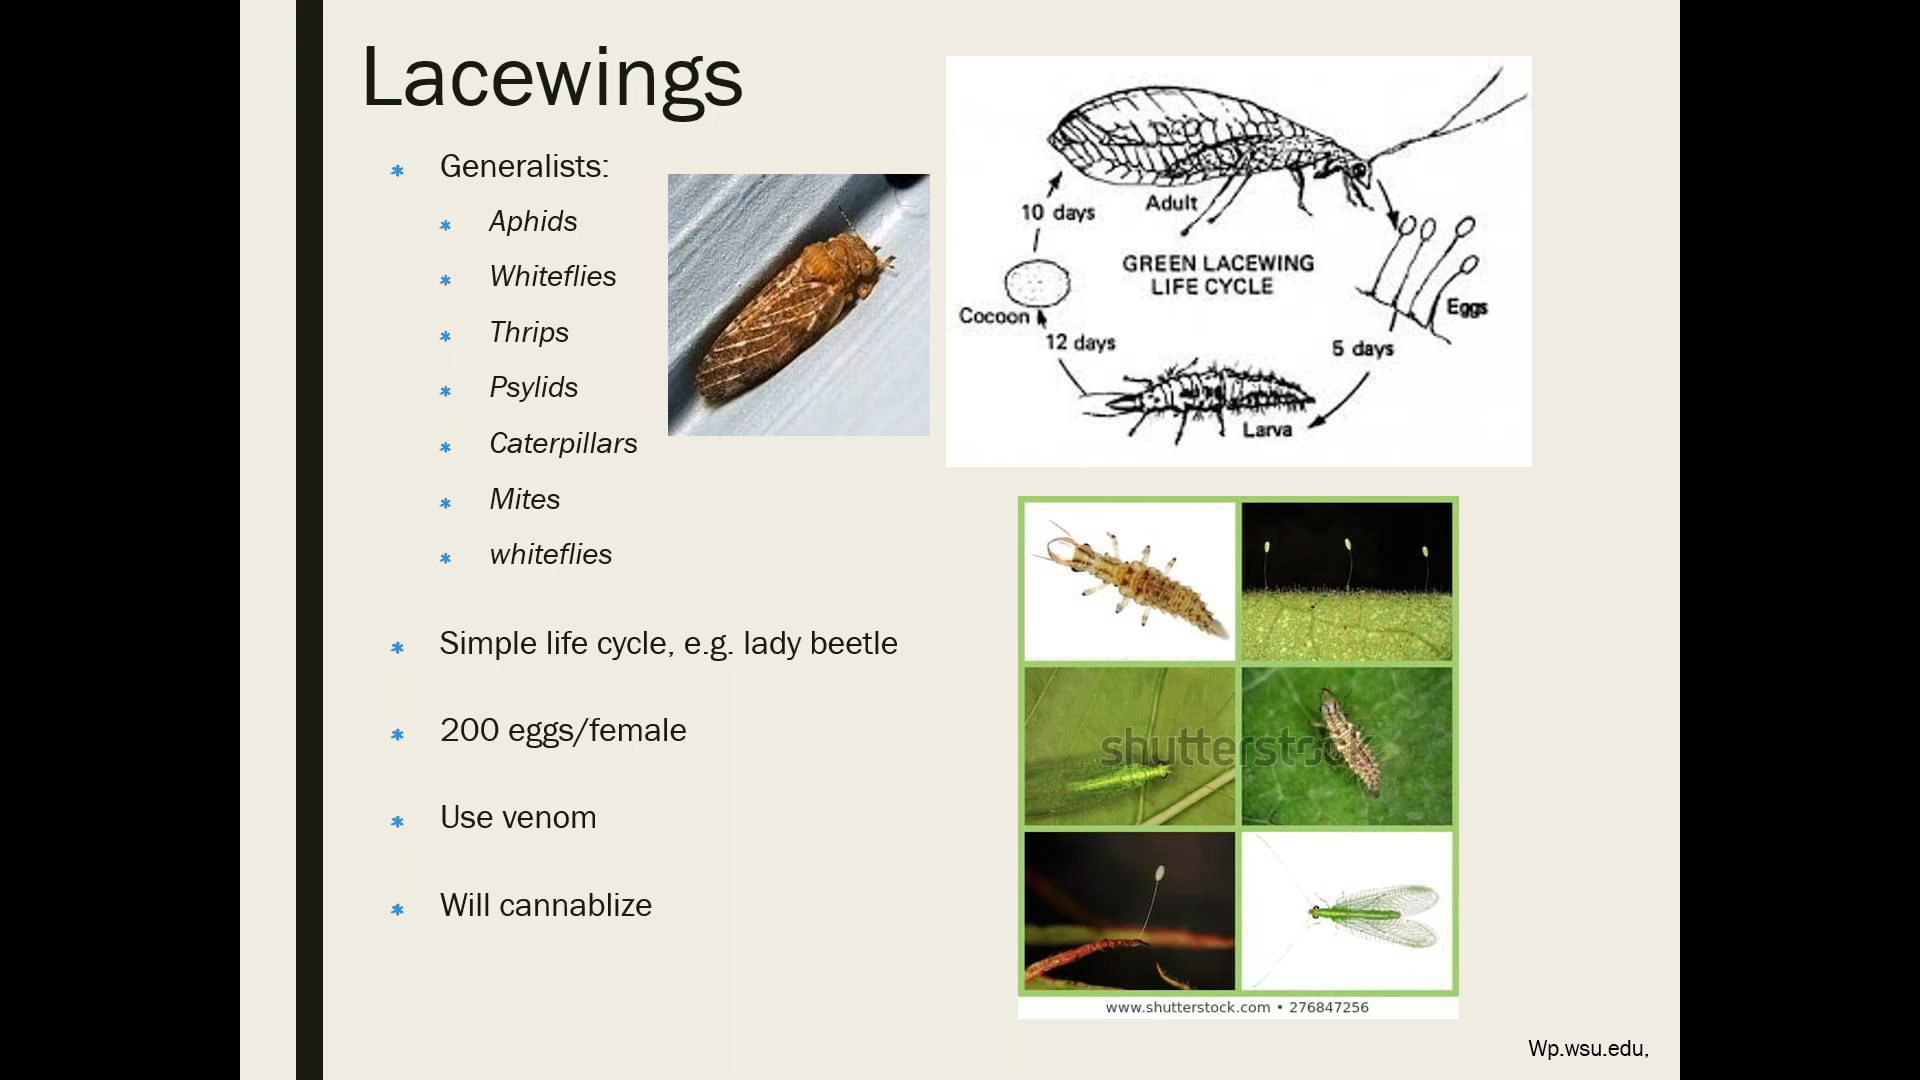 Lacewings
Generalists:
Aphids
Whiteflies
Thrips
Psylids
Caterpillars
Mites
whiteflies
Simple life cycle, e.g. lady beetle
200 eggs/female
Use venom
Will cannablize
Adult
10 days
GREEN LACEWING
LIFE CYCLE
Eggs
Cocoon
12 days
5 days
Larva
shutterstoc
www.shutterstock.com • 276847256
Wp.wsu.edu,